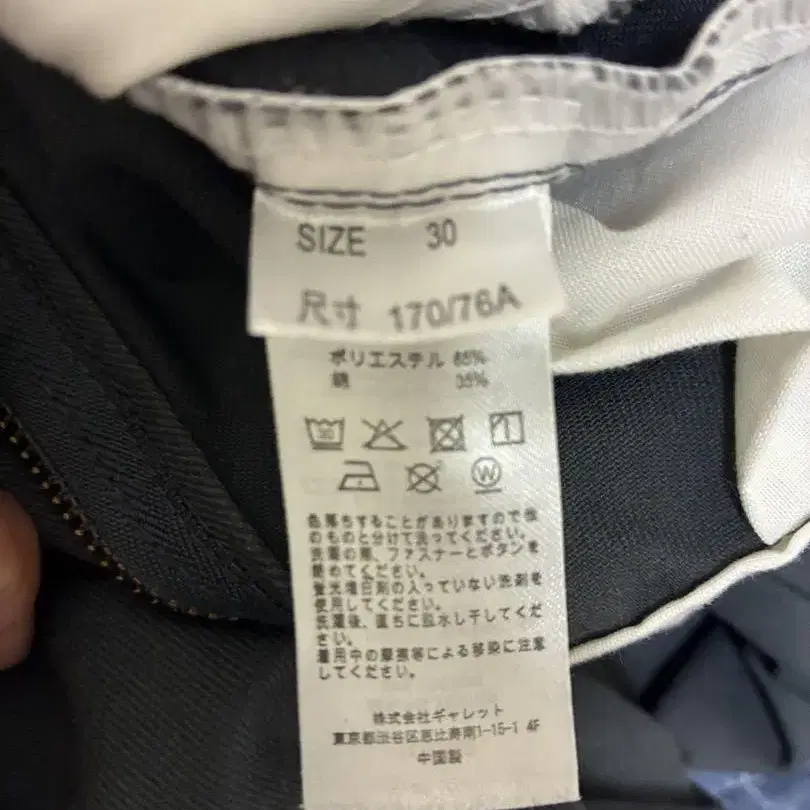 SIZE 30
尺寸 170/76A
ポリエステル 65%
綿 35%
30
W
色落ちすることがありますので他
のものと分けて洗ってください。
洗濯の際、ファスナーとボタンを
閉めてください。
蛍光増白剤の入っていない洗剤を
使用してください。
洗濯後、直ちに脱水し干してくだ
さい。
着用中の摩擦等による移染に注意
してください。
株式会社ギャレット
東京都渋谷区恵比寿南1-15-1 4F
中国製